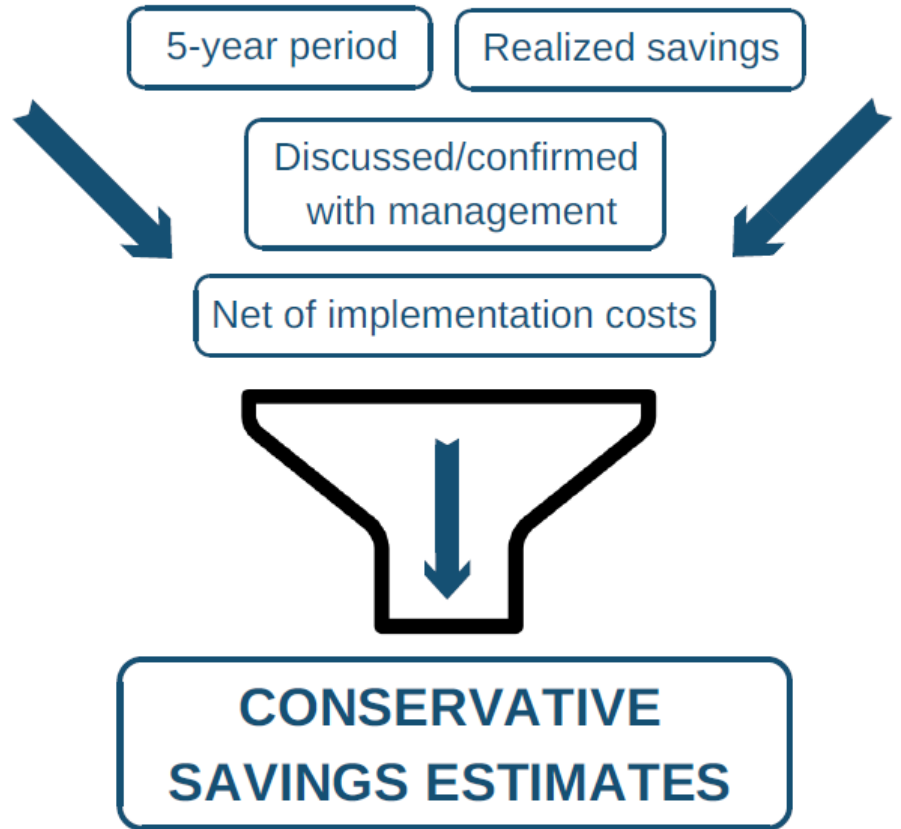 5-year period
Realized savings
Discussed/confirmed
with management
Net of implementation costs
CONSERVATIVE
SAVINGS ESTIMATES